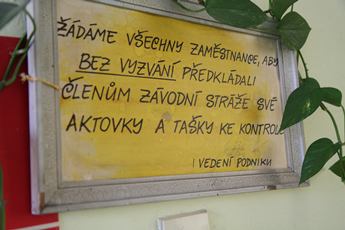 ŽÁDÁME VŠECHNY ZAMĚSTNANCE, ABY
BEZ VYZVÁNÍ PŘEDKLÁDALI
ČLENŮM ZÁVODNÍ STRÁŽE SVÉ
AKTOVKY A TAŠKY KE KONTROLE
VEDENÍ PODNIKU